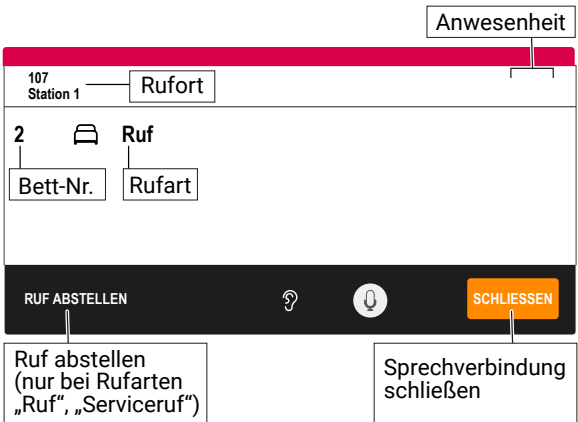 Anwesenheit
107
Station 1
Rufort
2 Ruf
Bett-Nr. Rufart
RUF ABSTELLEN SCHLIESSEN
Ruf abstellen
(nur bei Rufarten
„Ruf“, „Serviceruf“)
Sprechverbindung
schließen